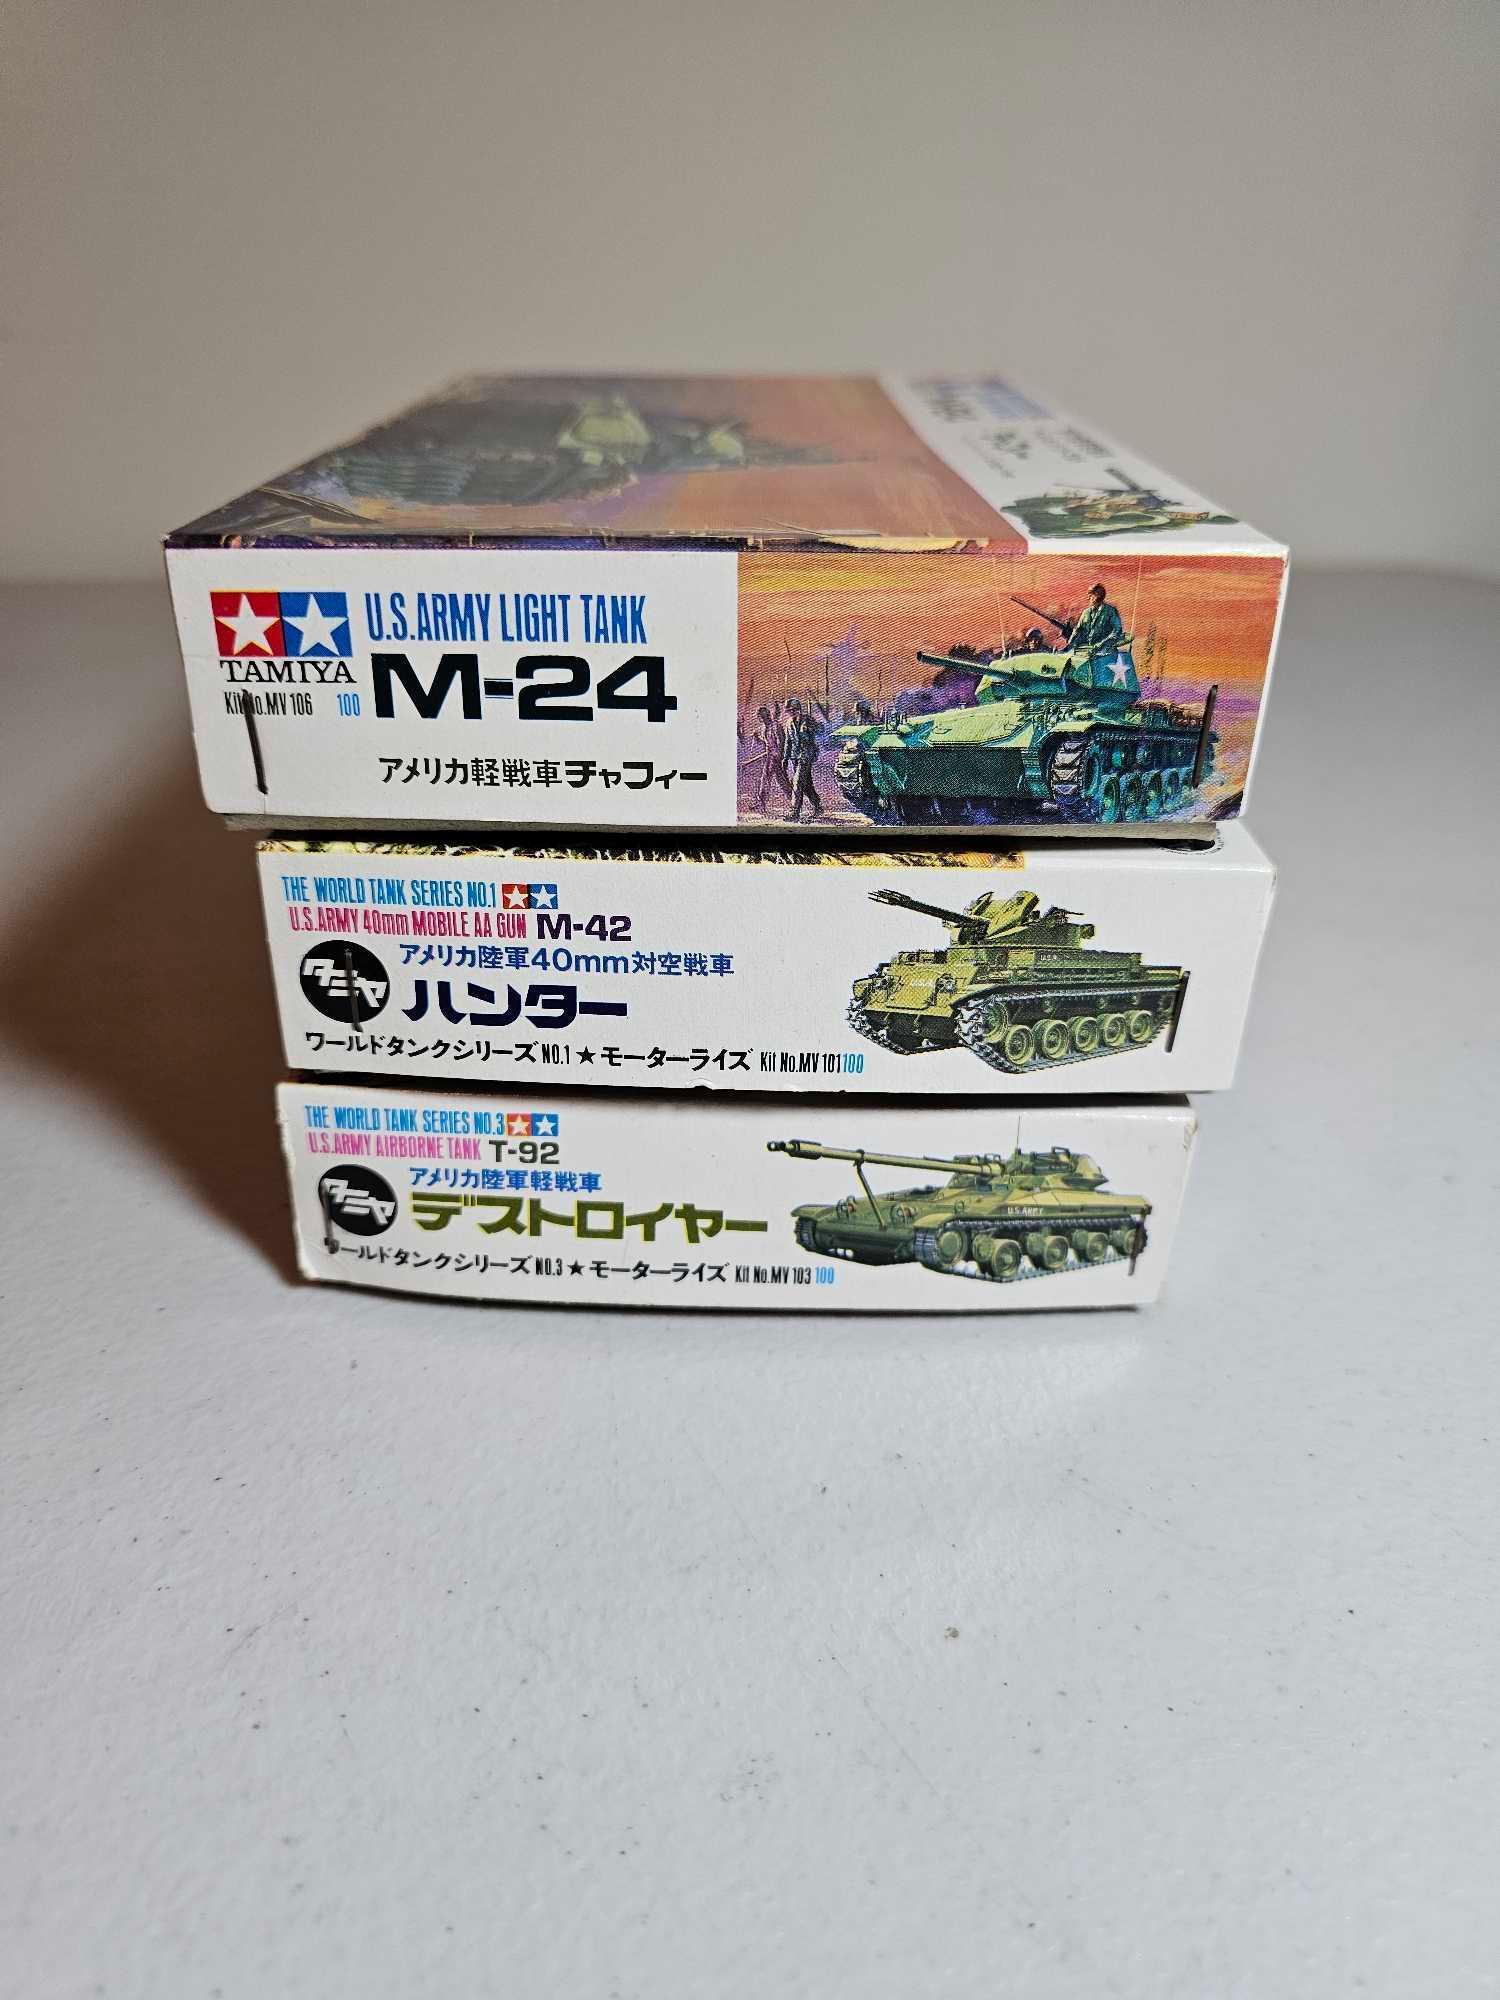 U.S.ARMY LIGHT TANK
TAMIYA M-24
Kit No.MV 106 100
アメリカ軽戦車チャフィー
THE WORLD TANK SERIES NO.1
U.S.ARMY 40mm MOBILE AA GUN M-42
アメリカ陸軍40mm対空戦車
タミヤ ハンター
ワールドタンクシリーズ NO.1 ★ モーターライズ Kit No.MV 101 100
U.S.A
THE WORLD TANK SERIES NO.3
U.S.ARMY AIRBORNE TANK T-92
アメリカ陸軍軽戦車
タミヤ デストロイヤー
ワールドタンクシリーズ NO.3 ★ モーターライズ Kit No.MV 103 100
U.S.ARMY